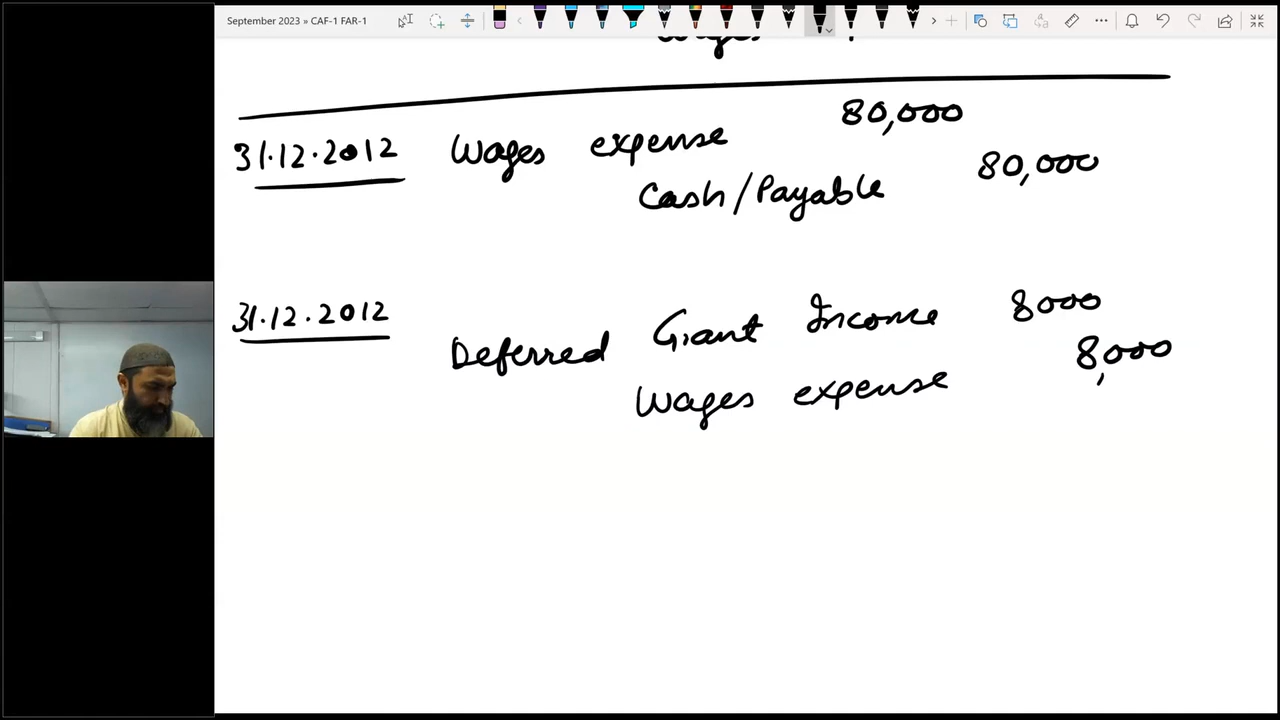 September 2023 » CAF-1 FAR-1
80,000
31.12.2012 Wages expense
80,000
Cash/Payable
31.12.2012
Deferred Grant Income 8000
8,000
Wages expense